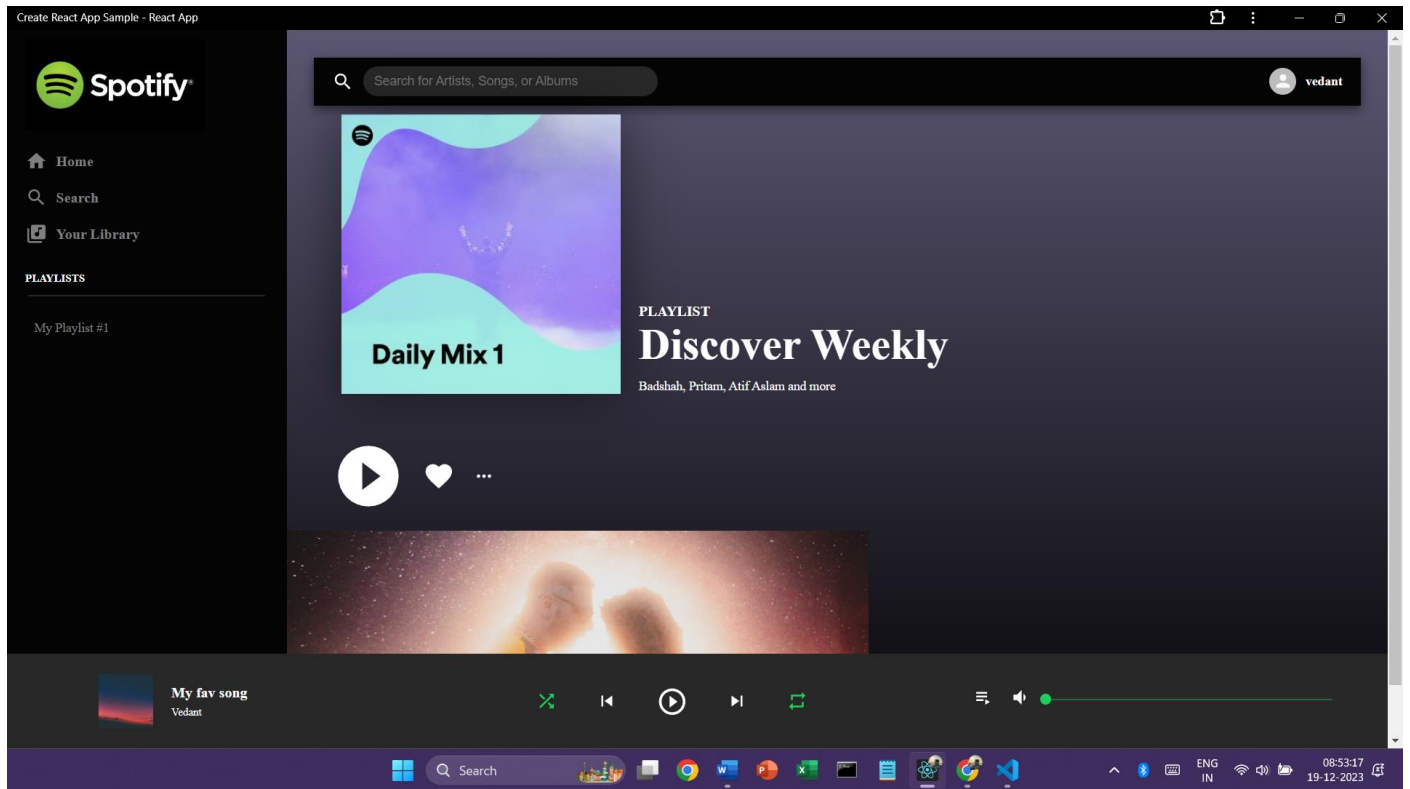 Create React App Sample - React App
Spotify®
Search for Artists, Songs, or Albums
vedant
Home
Search
Your Library
PLAYLISTS
My Playlist #1
Daily Mix 1
PLAYLIST
Discover Weekly
Badshah, Pritam, Atif Aslam and more
My fav song
Vedant
Search
ENG
IN
08:53:17
19-12-2023